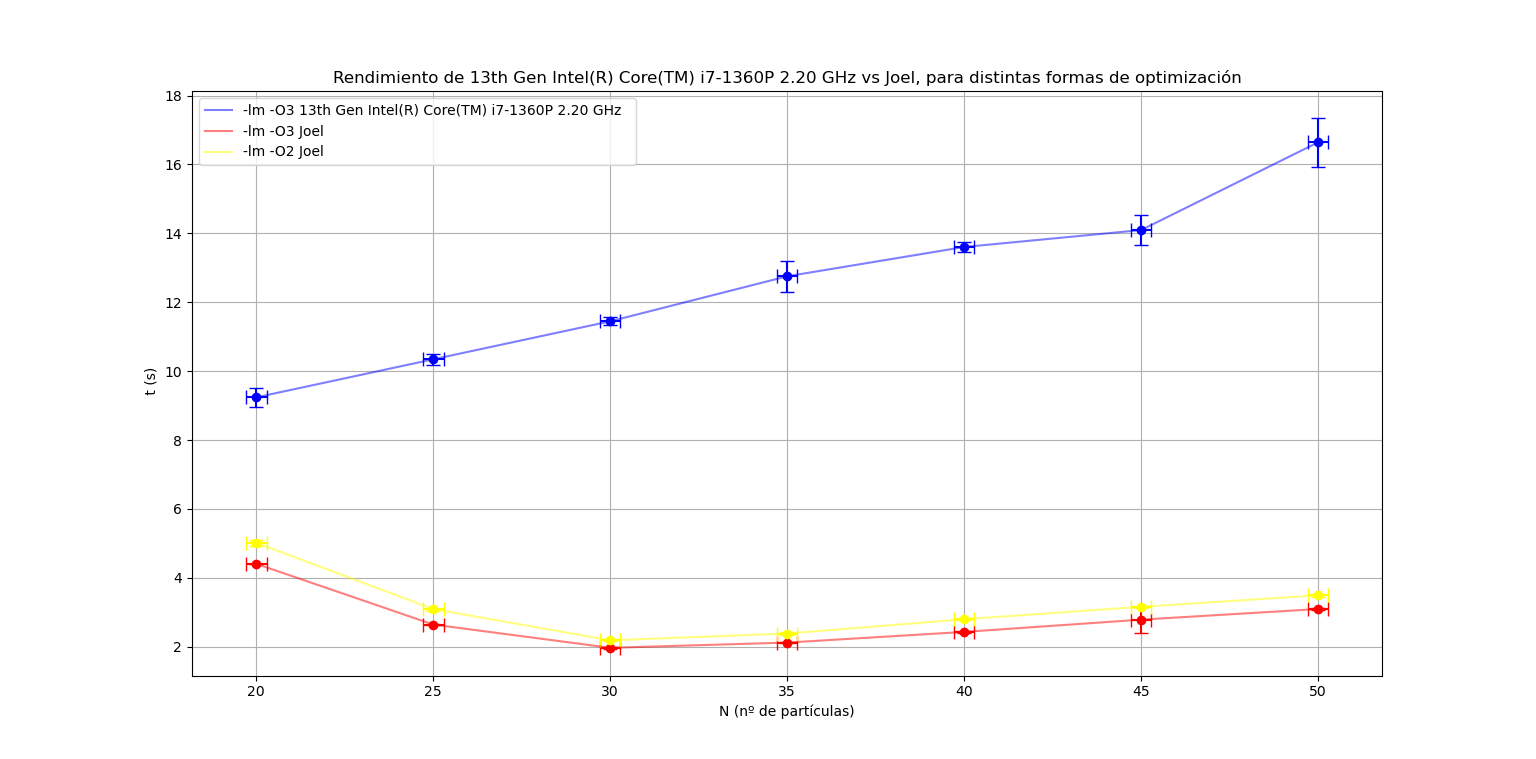 Rendimiento de 13th Gen Intel(R) Core(TM) i7-1360P 2.20 GHz vs Joel, para distintas formas de optimización
-lm -O3 13th Gen Intel(R) Core(TM) i7-1360P 2.20 GHz
-lm -O3 Joel
-lm -O2 Joel
t (s)
18
16
14
12
10
8
6
4
2
20 25 30 35 40 45 50
N (nº de partículas)